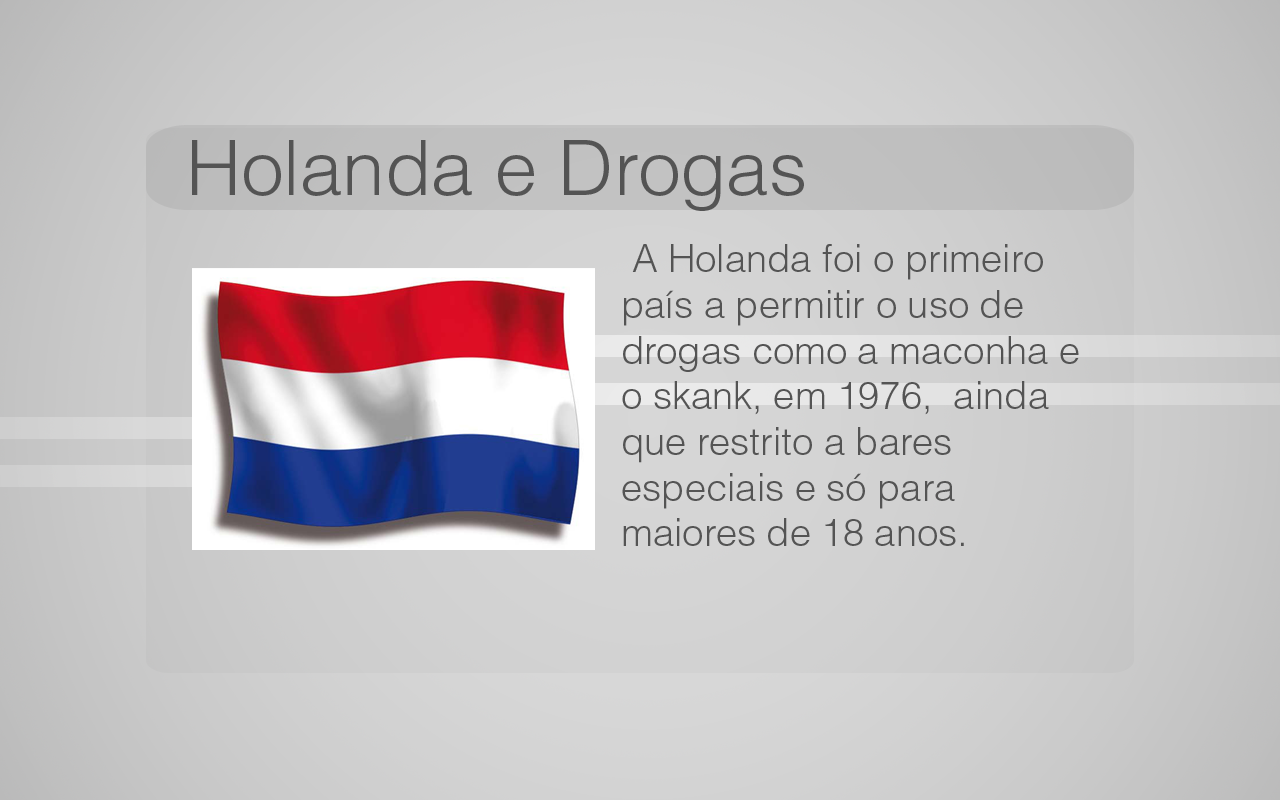 Holanda e Drogas
A Holanda foi o primeiro
país a permitir o uso de
drogas como a maconha e
o skank, em 1976,  ainda
que restrito a bares
especiais e só para
maiores de 18 anos.